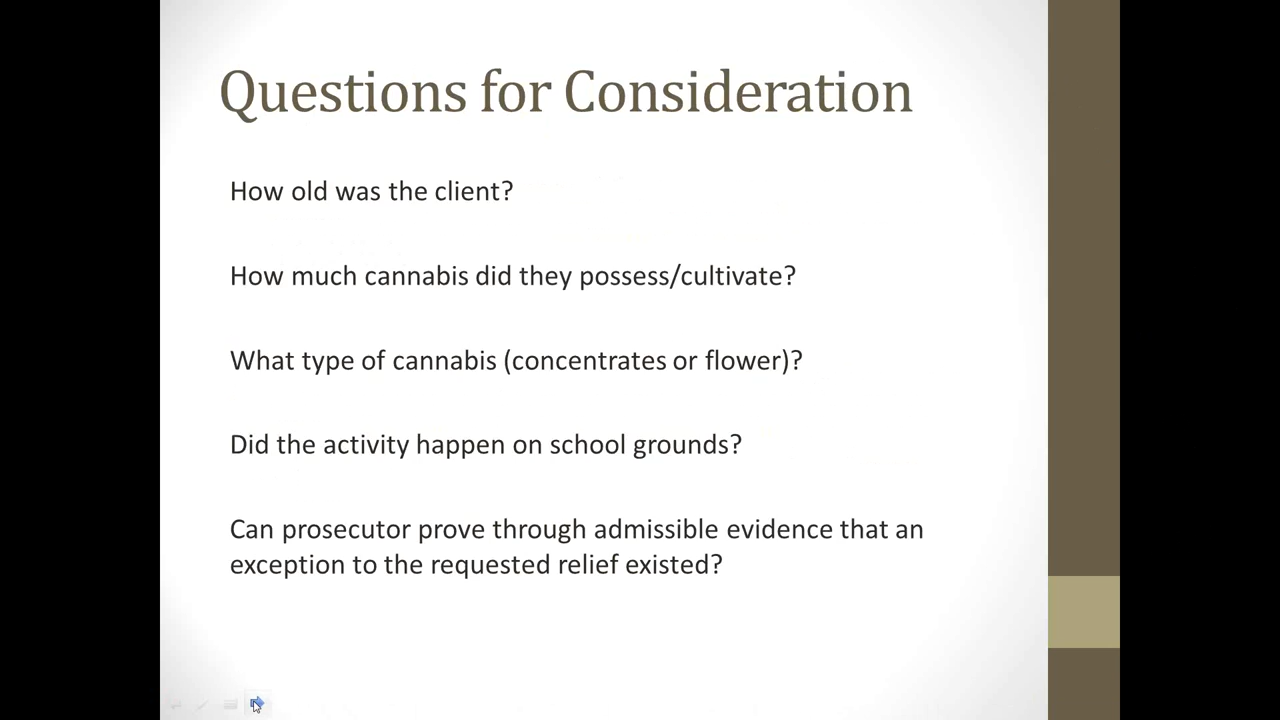 Questions for Consideration
How old was the client?
How much cannabis did they possess/cultivate?
What type of cannabis (concentrates or flower)?
Did the activity happen on school grounds?
Can prosecutor prove through admissible evidence that an
exception to the requested relief existed?